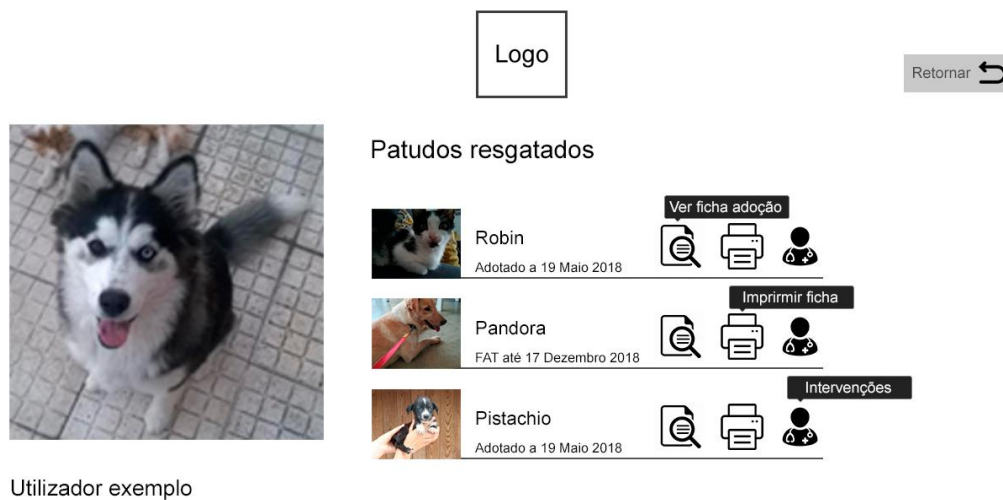 Logo
Retornar
Patudos resgatados
Ver ficha adoção
Robin
Adotado a 19 Maio 2018
Imprirmir ficha
Pandora
FAT até 17 Dezembro 2018
Intervenções
Pistachio
Adotado a 19 Maio 2018
Utilizador exemplo